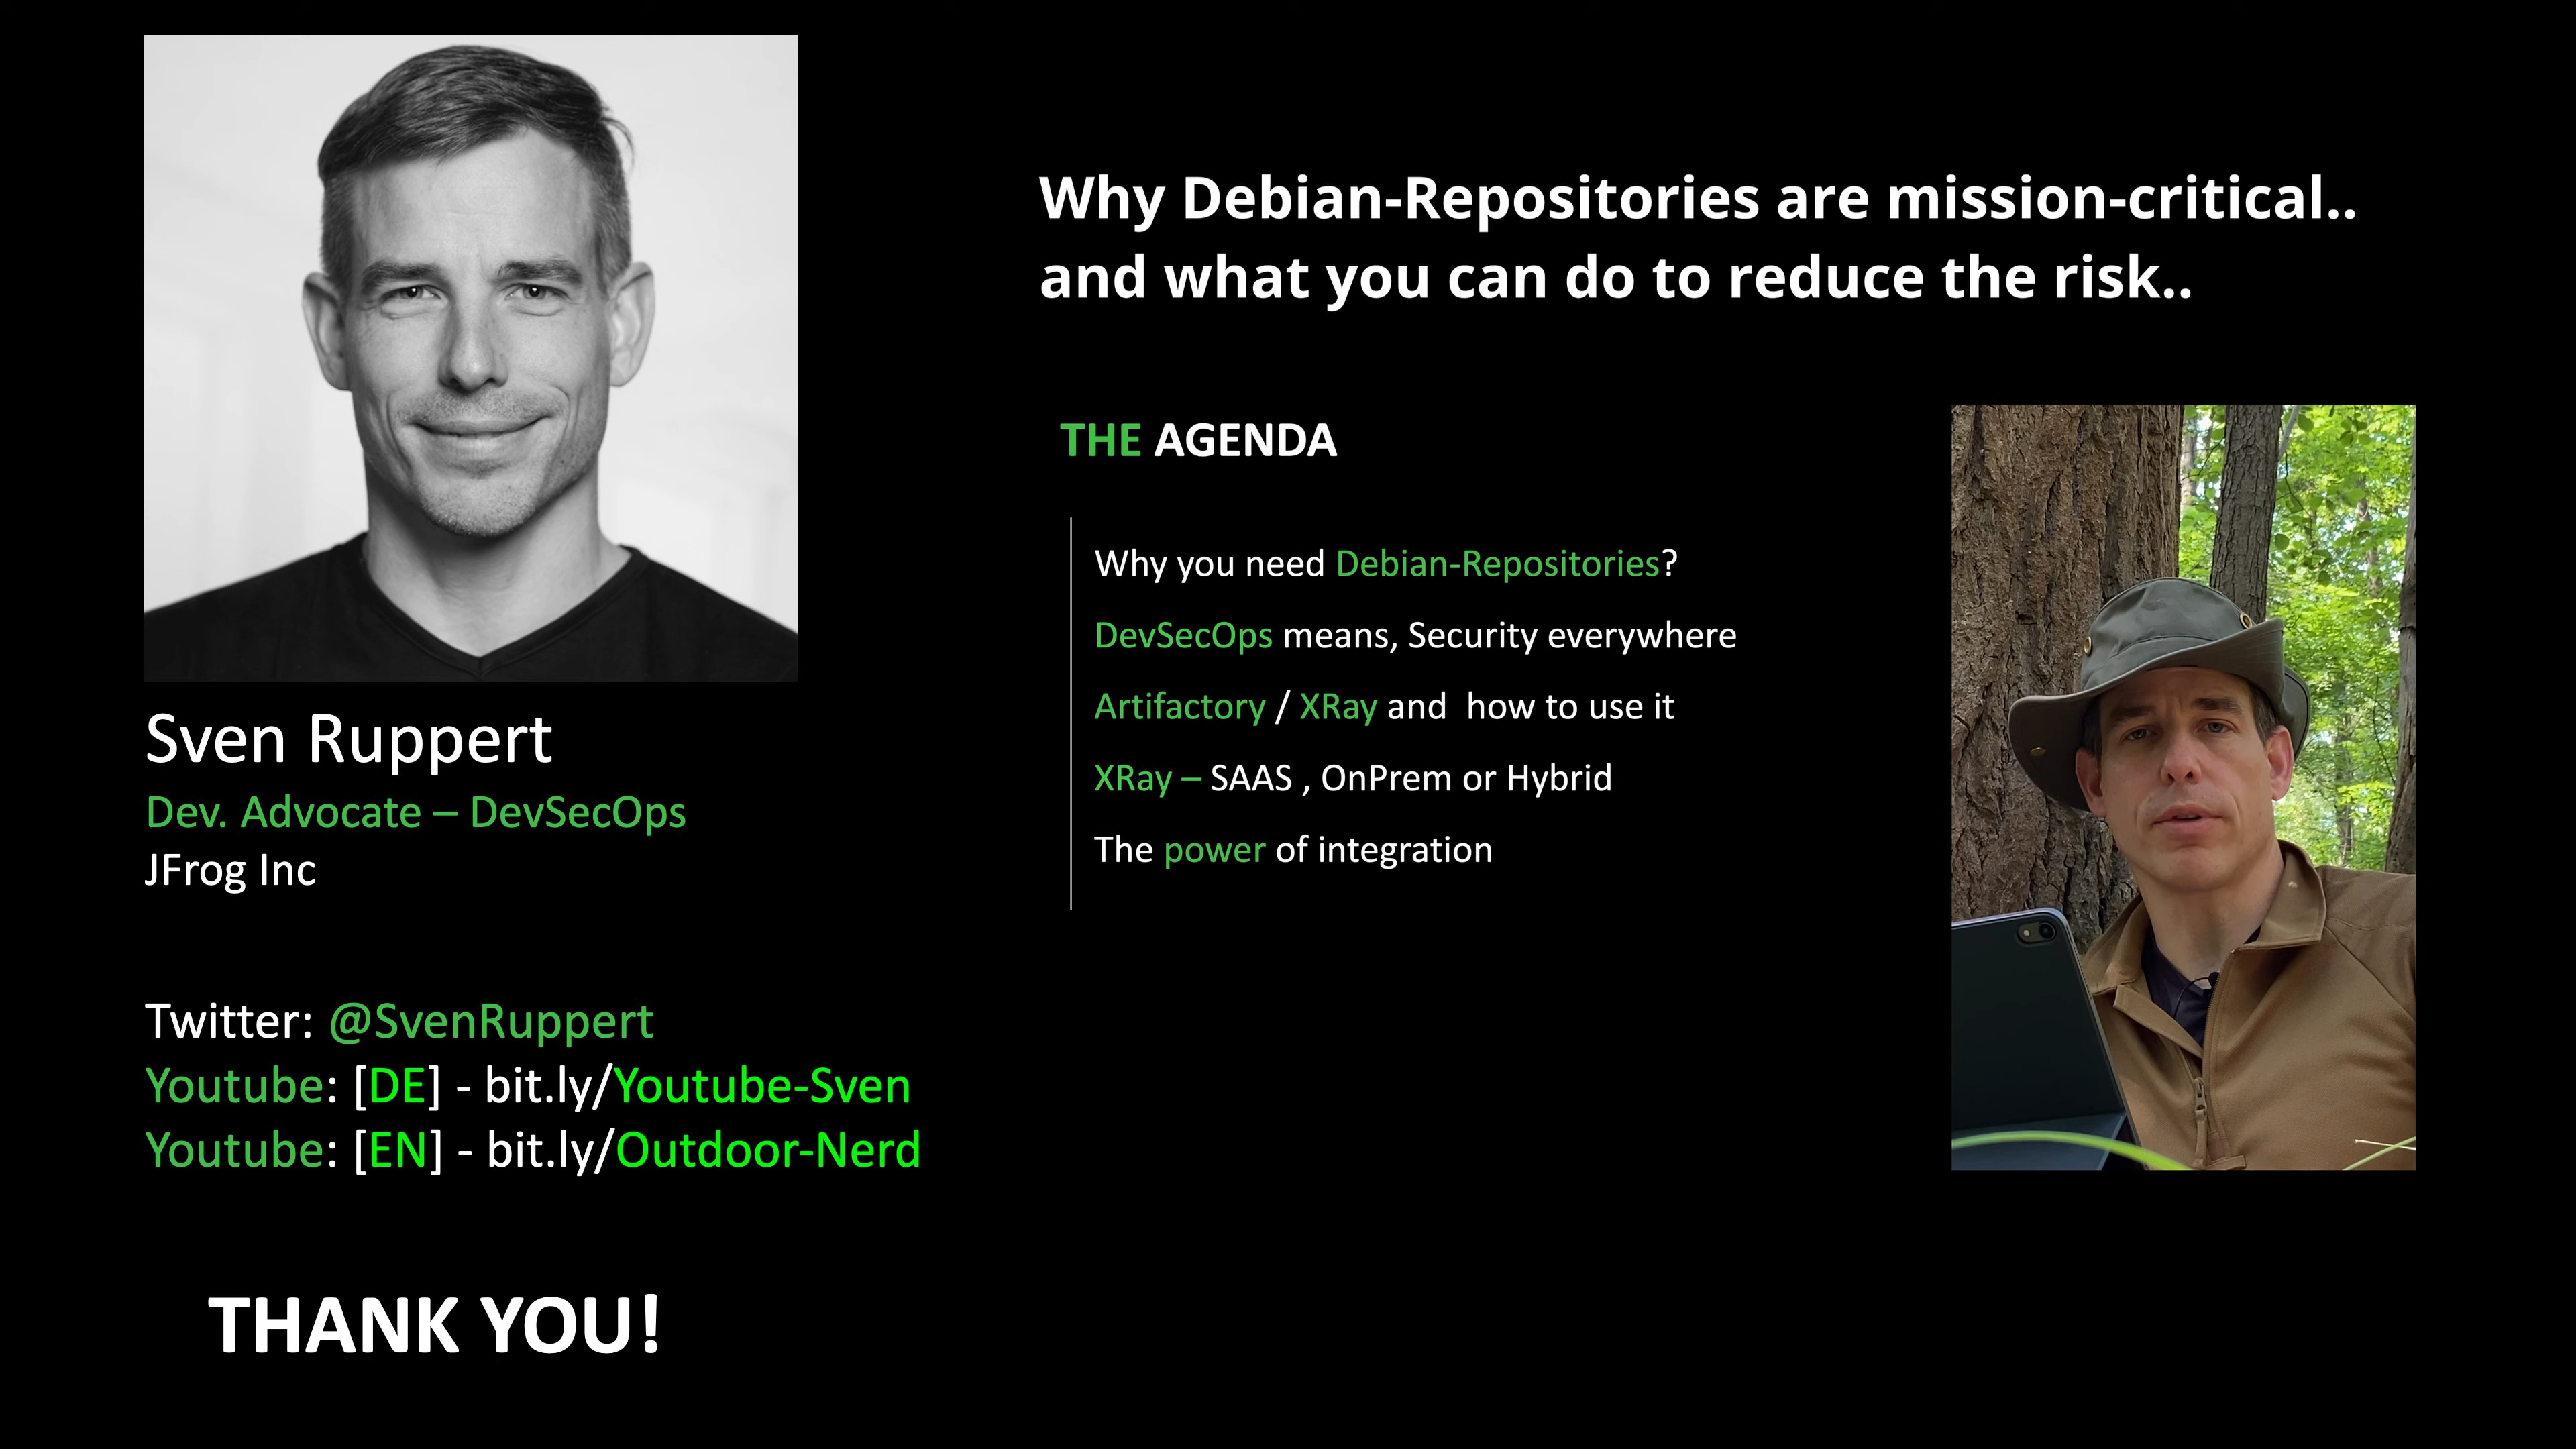 Sven Ruppert
Dev. Advocate – DevSecOps
JFrog Inc
Twitter: @SvenRuppert
Youtube: [DE] - bit.ly/Youtube-Sven
Youtube: [EN] - bit.ly/Outdoor-Nerd
THANK YOU!
Why Debian-Repositories are mission-critical..
and what you can do to reduce the risk..
THE AGENDA
Why you need Debian-Repositories?
DevSecOps means, Security everywhere
Artifactory / XRay and  how to use it
XRay – SAAS , OnPrem or Hybrid
The power of integration